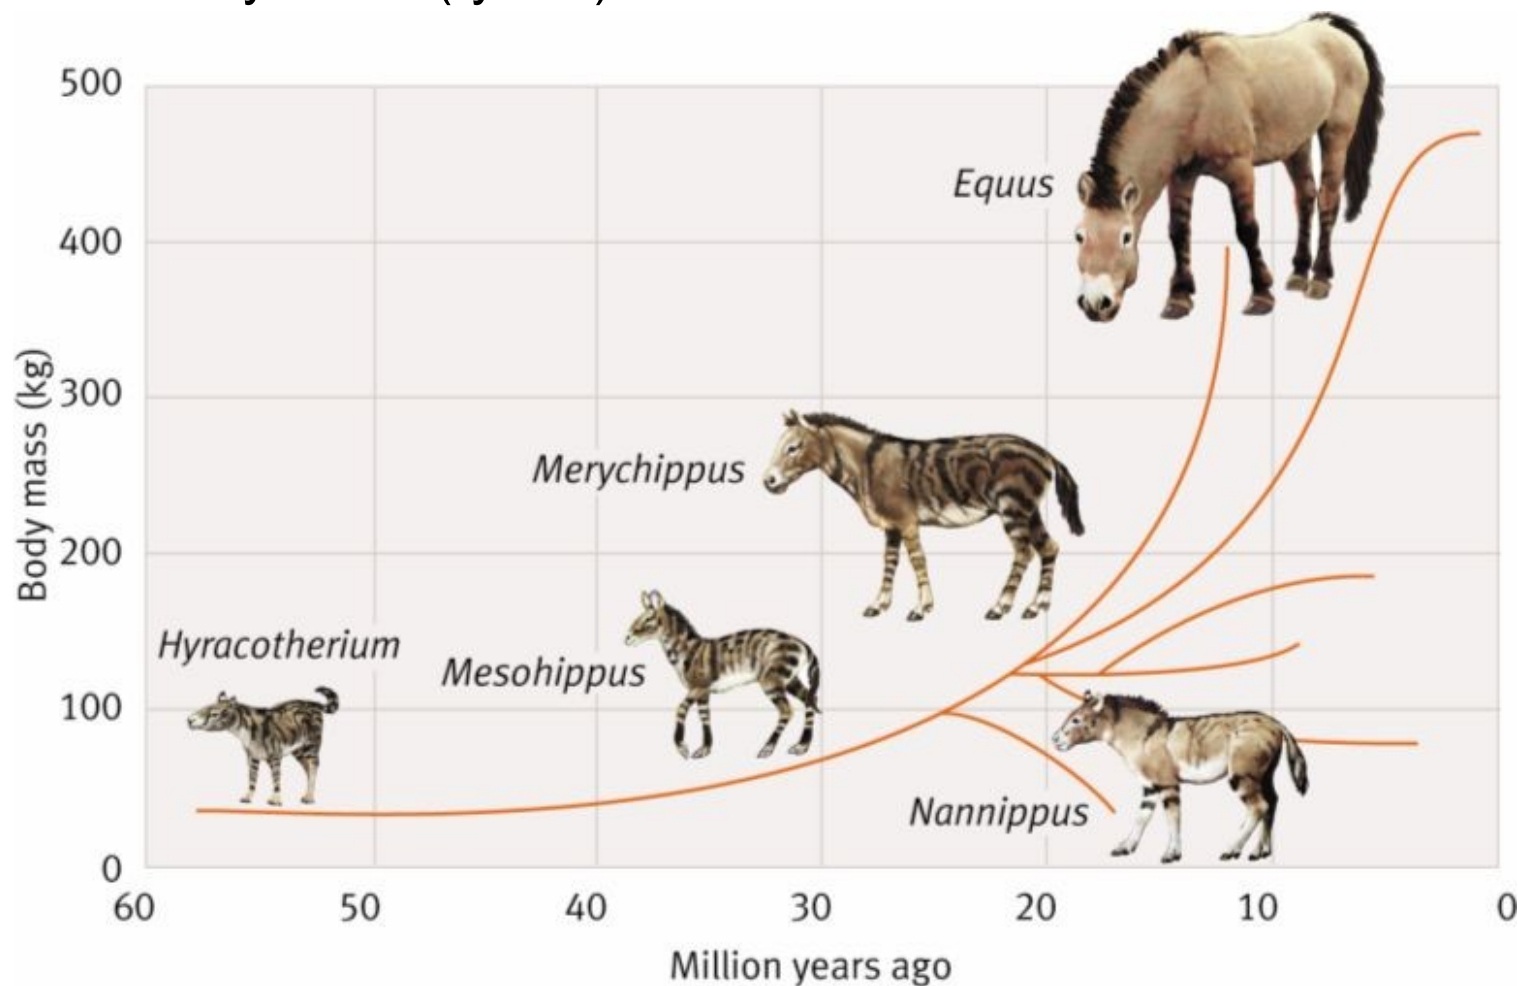 500
400
300
200
100
0
Body mass (kg)
Equus
Merychippus
Hyracotherium
Mesohippus
Nannippus
60 50 40 30 20 10 0
Million years ago